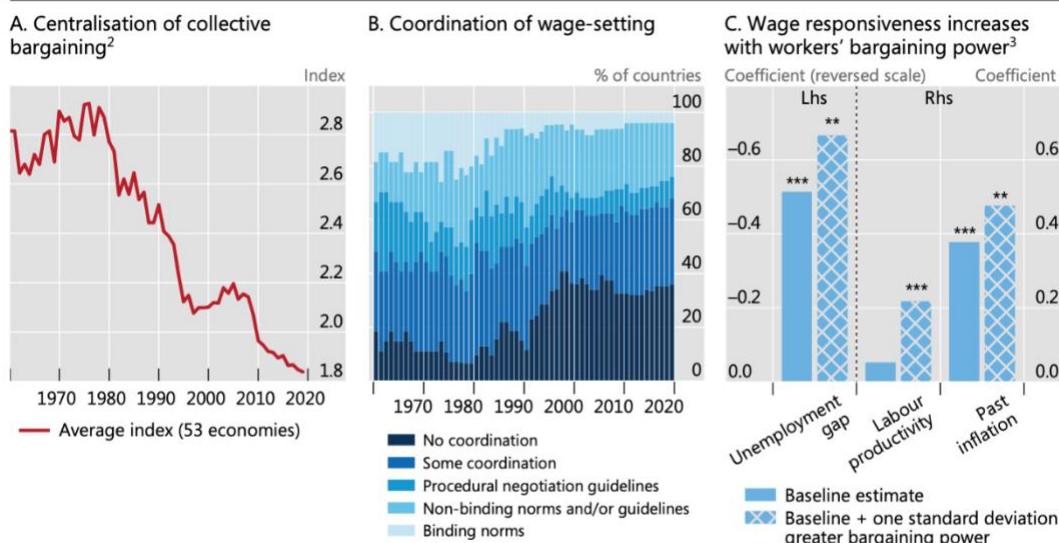 A. Centralisation of collective
bargaining2
Index
2.8
2.6
2.4
2.2
2.0
1.8
1970 1980 1990 2000 2010 2020
Average index (53 economies)
B. Coordination of wage-setting
% of countries
100
80
60
40
20
0
1970 1980 1990 2000 2010 2020
No coordination
Some coordination
Procedural negotiation guidelines
Non-binding norms and/or guidelines
Binding norms
C. Wage responsiveness increases
with workers' bargaining power3
Coefficient (reversed scale) Coefficient
Lhs Rhs
–0.6
–0.4
–0.2
0.0
*** ** *** *** **
0.6
0.4
0.2
0.0
Unemployment
gap
Labour
productivity
Past
inflation
Baseline estimate
Baseline + one standard deviation
greater bargaining power